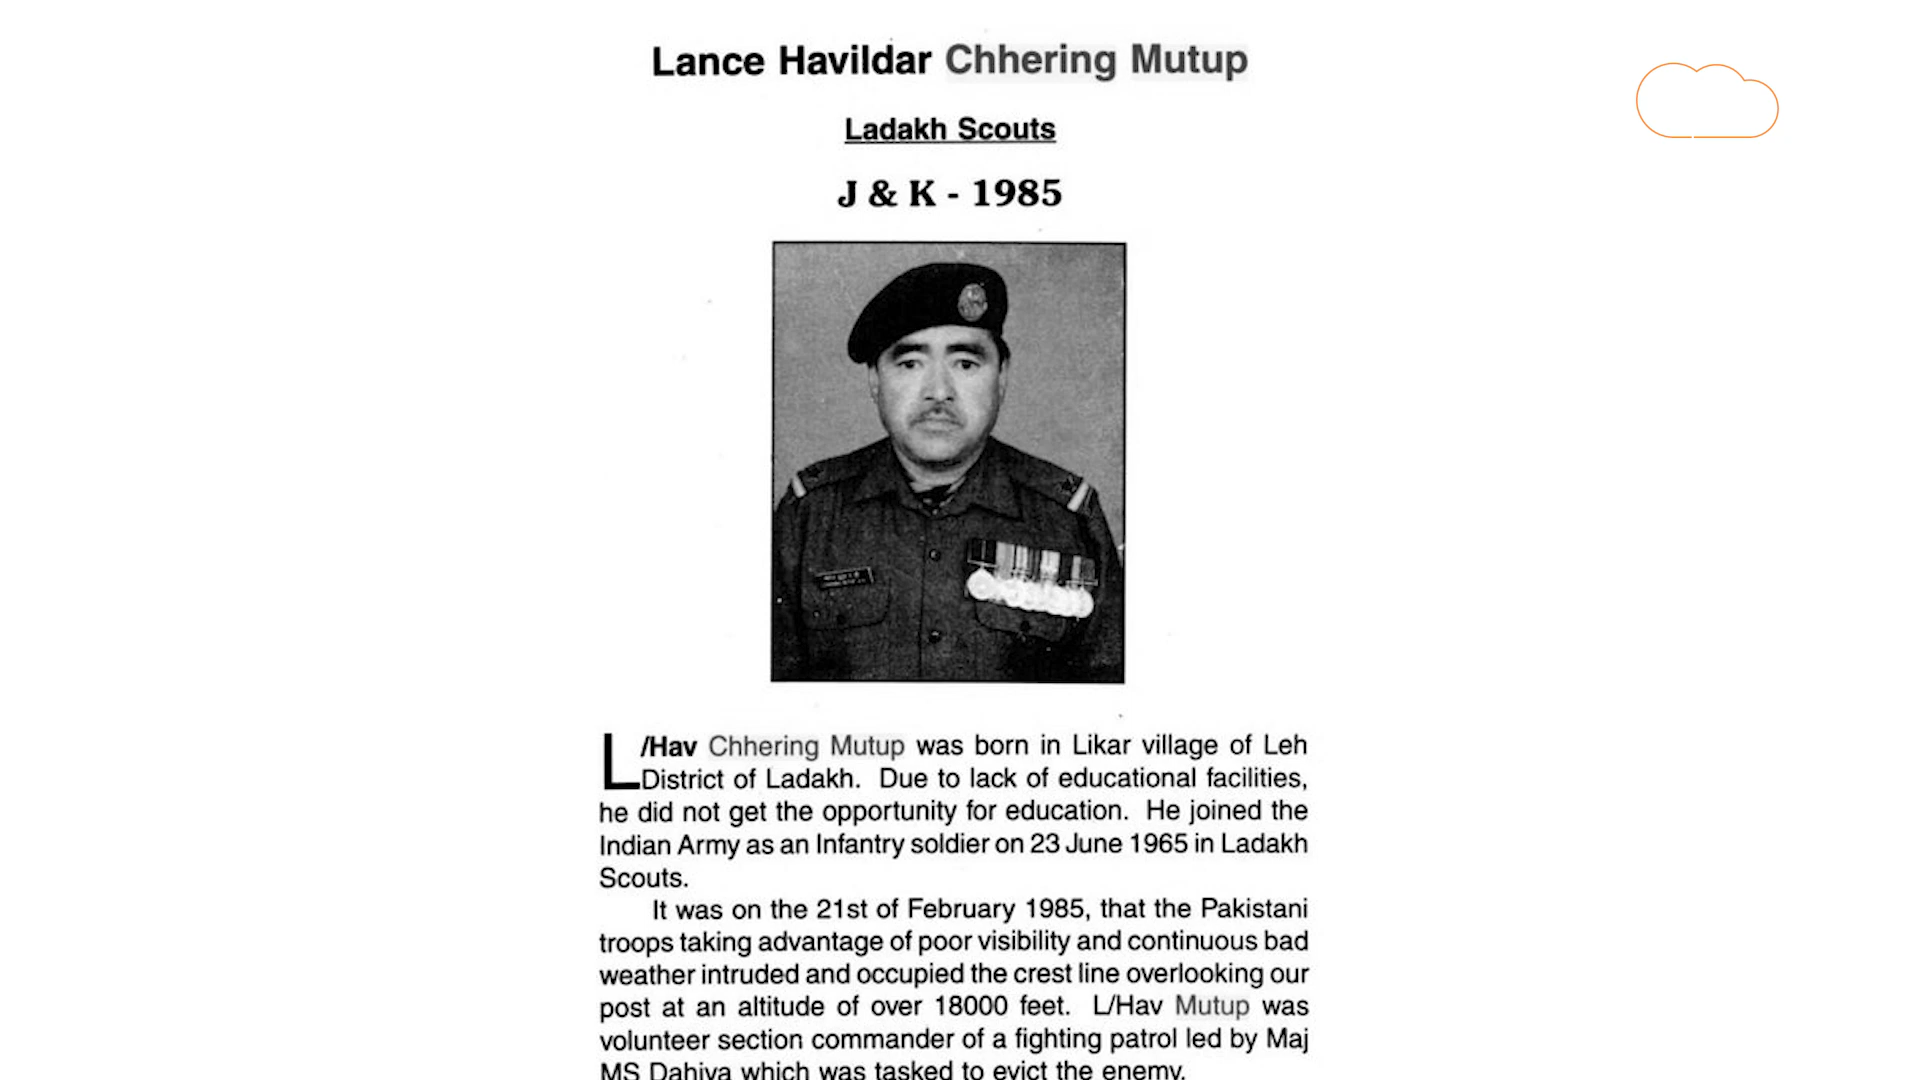 Lance Havildar Chhering Mutup
Ladakh Scouts
J & K - 1985
L/Hav Chhering Mutup was born in Likar village of Leh
District of Ladakh. Due to lack of educational facilities,
he did not get the opportunity for education. He joined the
Indian Army as an Infantry soldier on 23 June 1965 in Ladakh
Scouts.
It was on the 21st of February 1985, that the Pakistani
troops taking advantage of poor visibility and continuous bad
weather intruded and occupied the crest line overlooking our
post at an altitude of over 18000 feet. L/Hav Mutup was
volunteer section commander of a fighting patrol led by Maj
MS Dahiya which was tasked to evict the enemy.